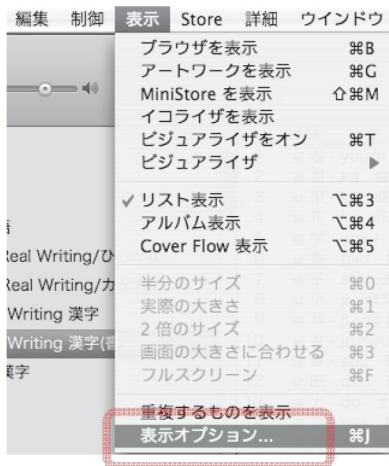 編集 制御 表示 Store 詳細 ウインドウ
ブラウザを表示 ⌘B
アートワークを表示 ⌘G
MiniStore を表示 ⇧⌘M
イコライザを表示
ビジュアライザをオン ⌘T
ビジュアライザ ▶
✓ リスト表示 ⌥⌘3
アルバム表示 ⌥⌘4
Cover Flow 表示 ⌥⌘5
Real Writing/ひ
半分のサイズ ⌘0
Real Writing/カ
実際の大きさ ⌘1
Writing 漢字
2 倍のサイズ ⌘2
Writing 漢字(書
画面の大きさに合わせる ⌘3
漢字
フルスクリーン ⌘F
重複するものを表示
表示オプション... ⌘J